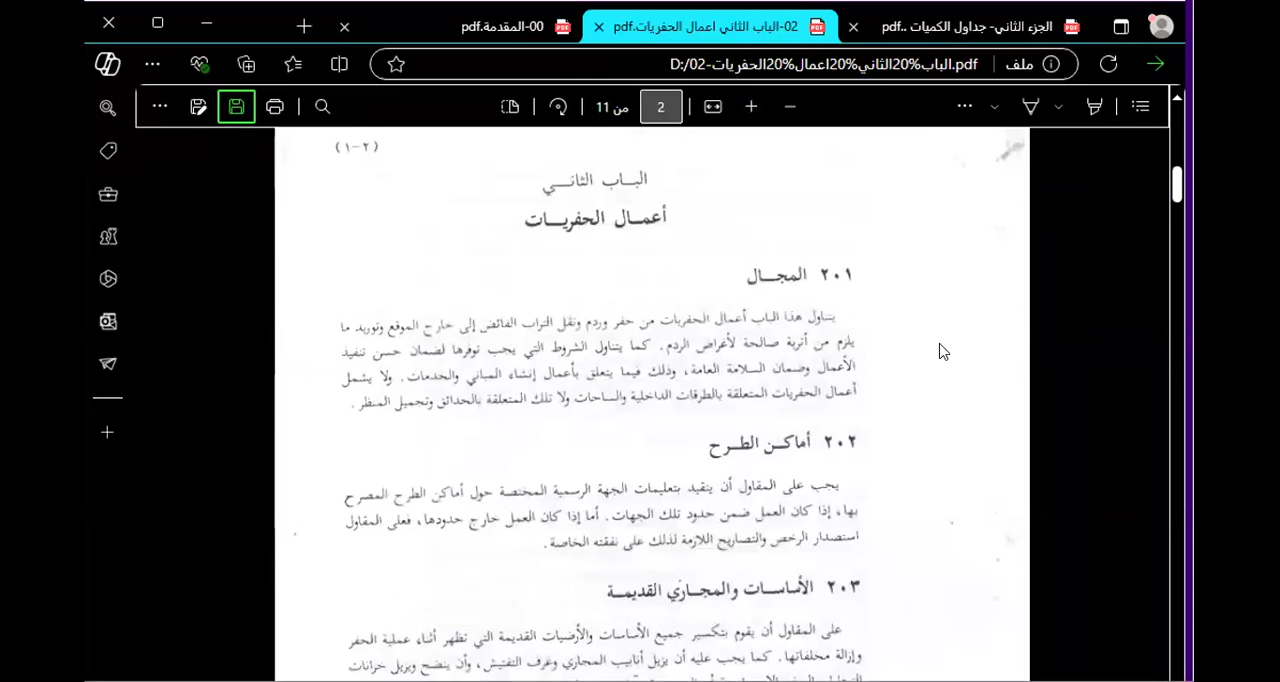 الجزء الثاني- جداول الكميات ..pdf
02-الباب الثاني اعمال الحفريات.pdf
00-المقدمة.pdf
ملف
D:/02-الباب%20الثاني%20اعمال%20الحفريات.pdf
2
من 11
(٢-١)
البـاب الثانـي
أعمـال الحفريـات
٢٠١ المجـال
يتناول هذا الباب أعمال الحفريات من حفر وردم ونقل التراب الفائض إلى خارج الموقع وتوريد ما
يلزم من أتربة صالحة لأغراض الردم. كما يتناول الشروط التي يجب توفرها لضمان حسن تنفيذ
الأعمال وضمان السلامة العامة، وذلك فيما يتعلق بأعمال إنشاء المباني والخدمات. ولا يشمل
أعمال الحفريات المتعلقة بالطرقات الداخلية والساحات ولا تلك المتعلقة بالحدائق وتجميل المنظر.
٢٠٢ أماكـن الطـرح
يجب على المقاول أن يتقيد بتعليمات الجهة الرسمية المختصة حول أماكن الطرح المصرح
بها، إذا كان العمل ضمن حدود تلك الجهات. أما إذا كان العمل خارج حدودها، فعلى المقاول
استصدار الرخص والتصاريح اللازمة لذلك على نفقته الخاصة.
٢٠٣ الأساسـات والمجـاري القديمـة
على المقاول أن يقوم بتكسير جميع الأساسات والأرضيات القديمة التي تظهر أثناء عملية الحفر
وإزالة مخلفاتها. كما يجب عليه أن يزيل أنابيب المجاري وغرف التفتيش، وأن ينضح ويزيل خزانات